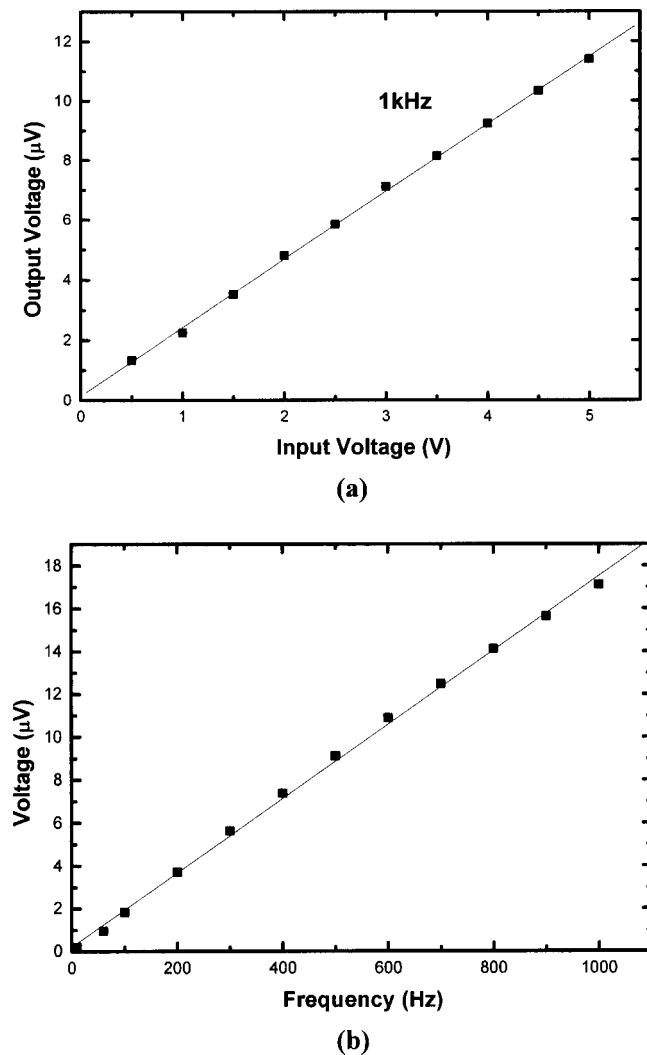 12
10
8
6
4
2
0
Output Voltage (μV)
1kHz
0 1 2 3 4 5
Input Voltage (V)
(a)
18
16
14
12
10
8
6
4
2
0
Voltage (μV)
0 200 400 600 800 1000
Frequency (Hz)
(b)